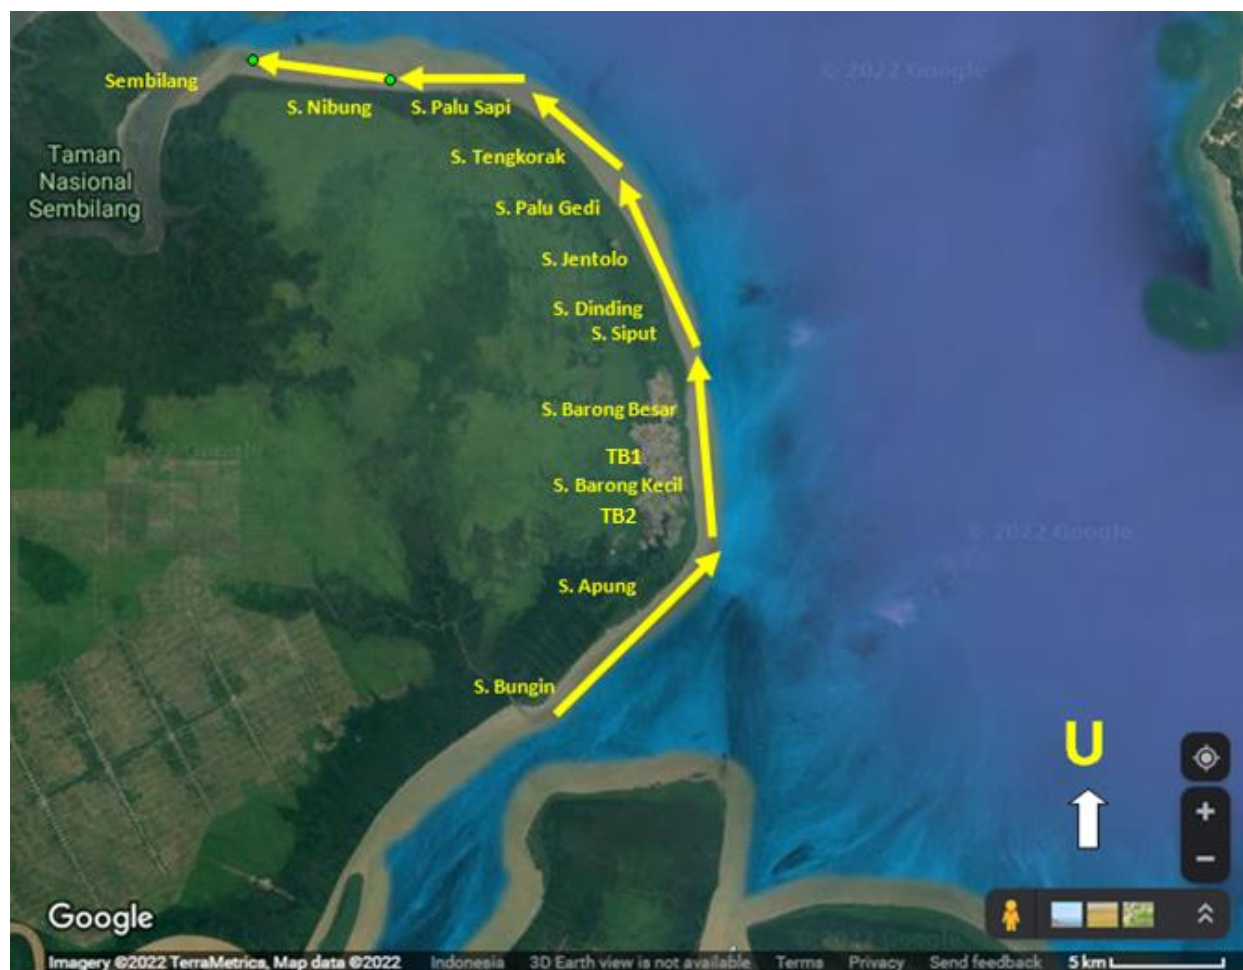 © 2022 Google
Sembilang
S. Nibung
S. Palu Sapi
Taman
Nasional
Sembilang
S. Tengkorak
S. Palu Gedi
S. Jentolo
S. Dinding
S. Siput
S. Barong Besar
TB1
S. Barong Kecil
TB2
© 2022 Google
S. Apung
S. Bungin
U
Google
Imagery ©2022 TerraMetrics, Map data ©2022 Indonesia 3D Earth view is not available Terms Privacy Send feedback 5 km